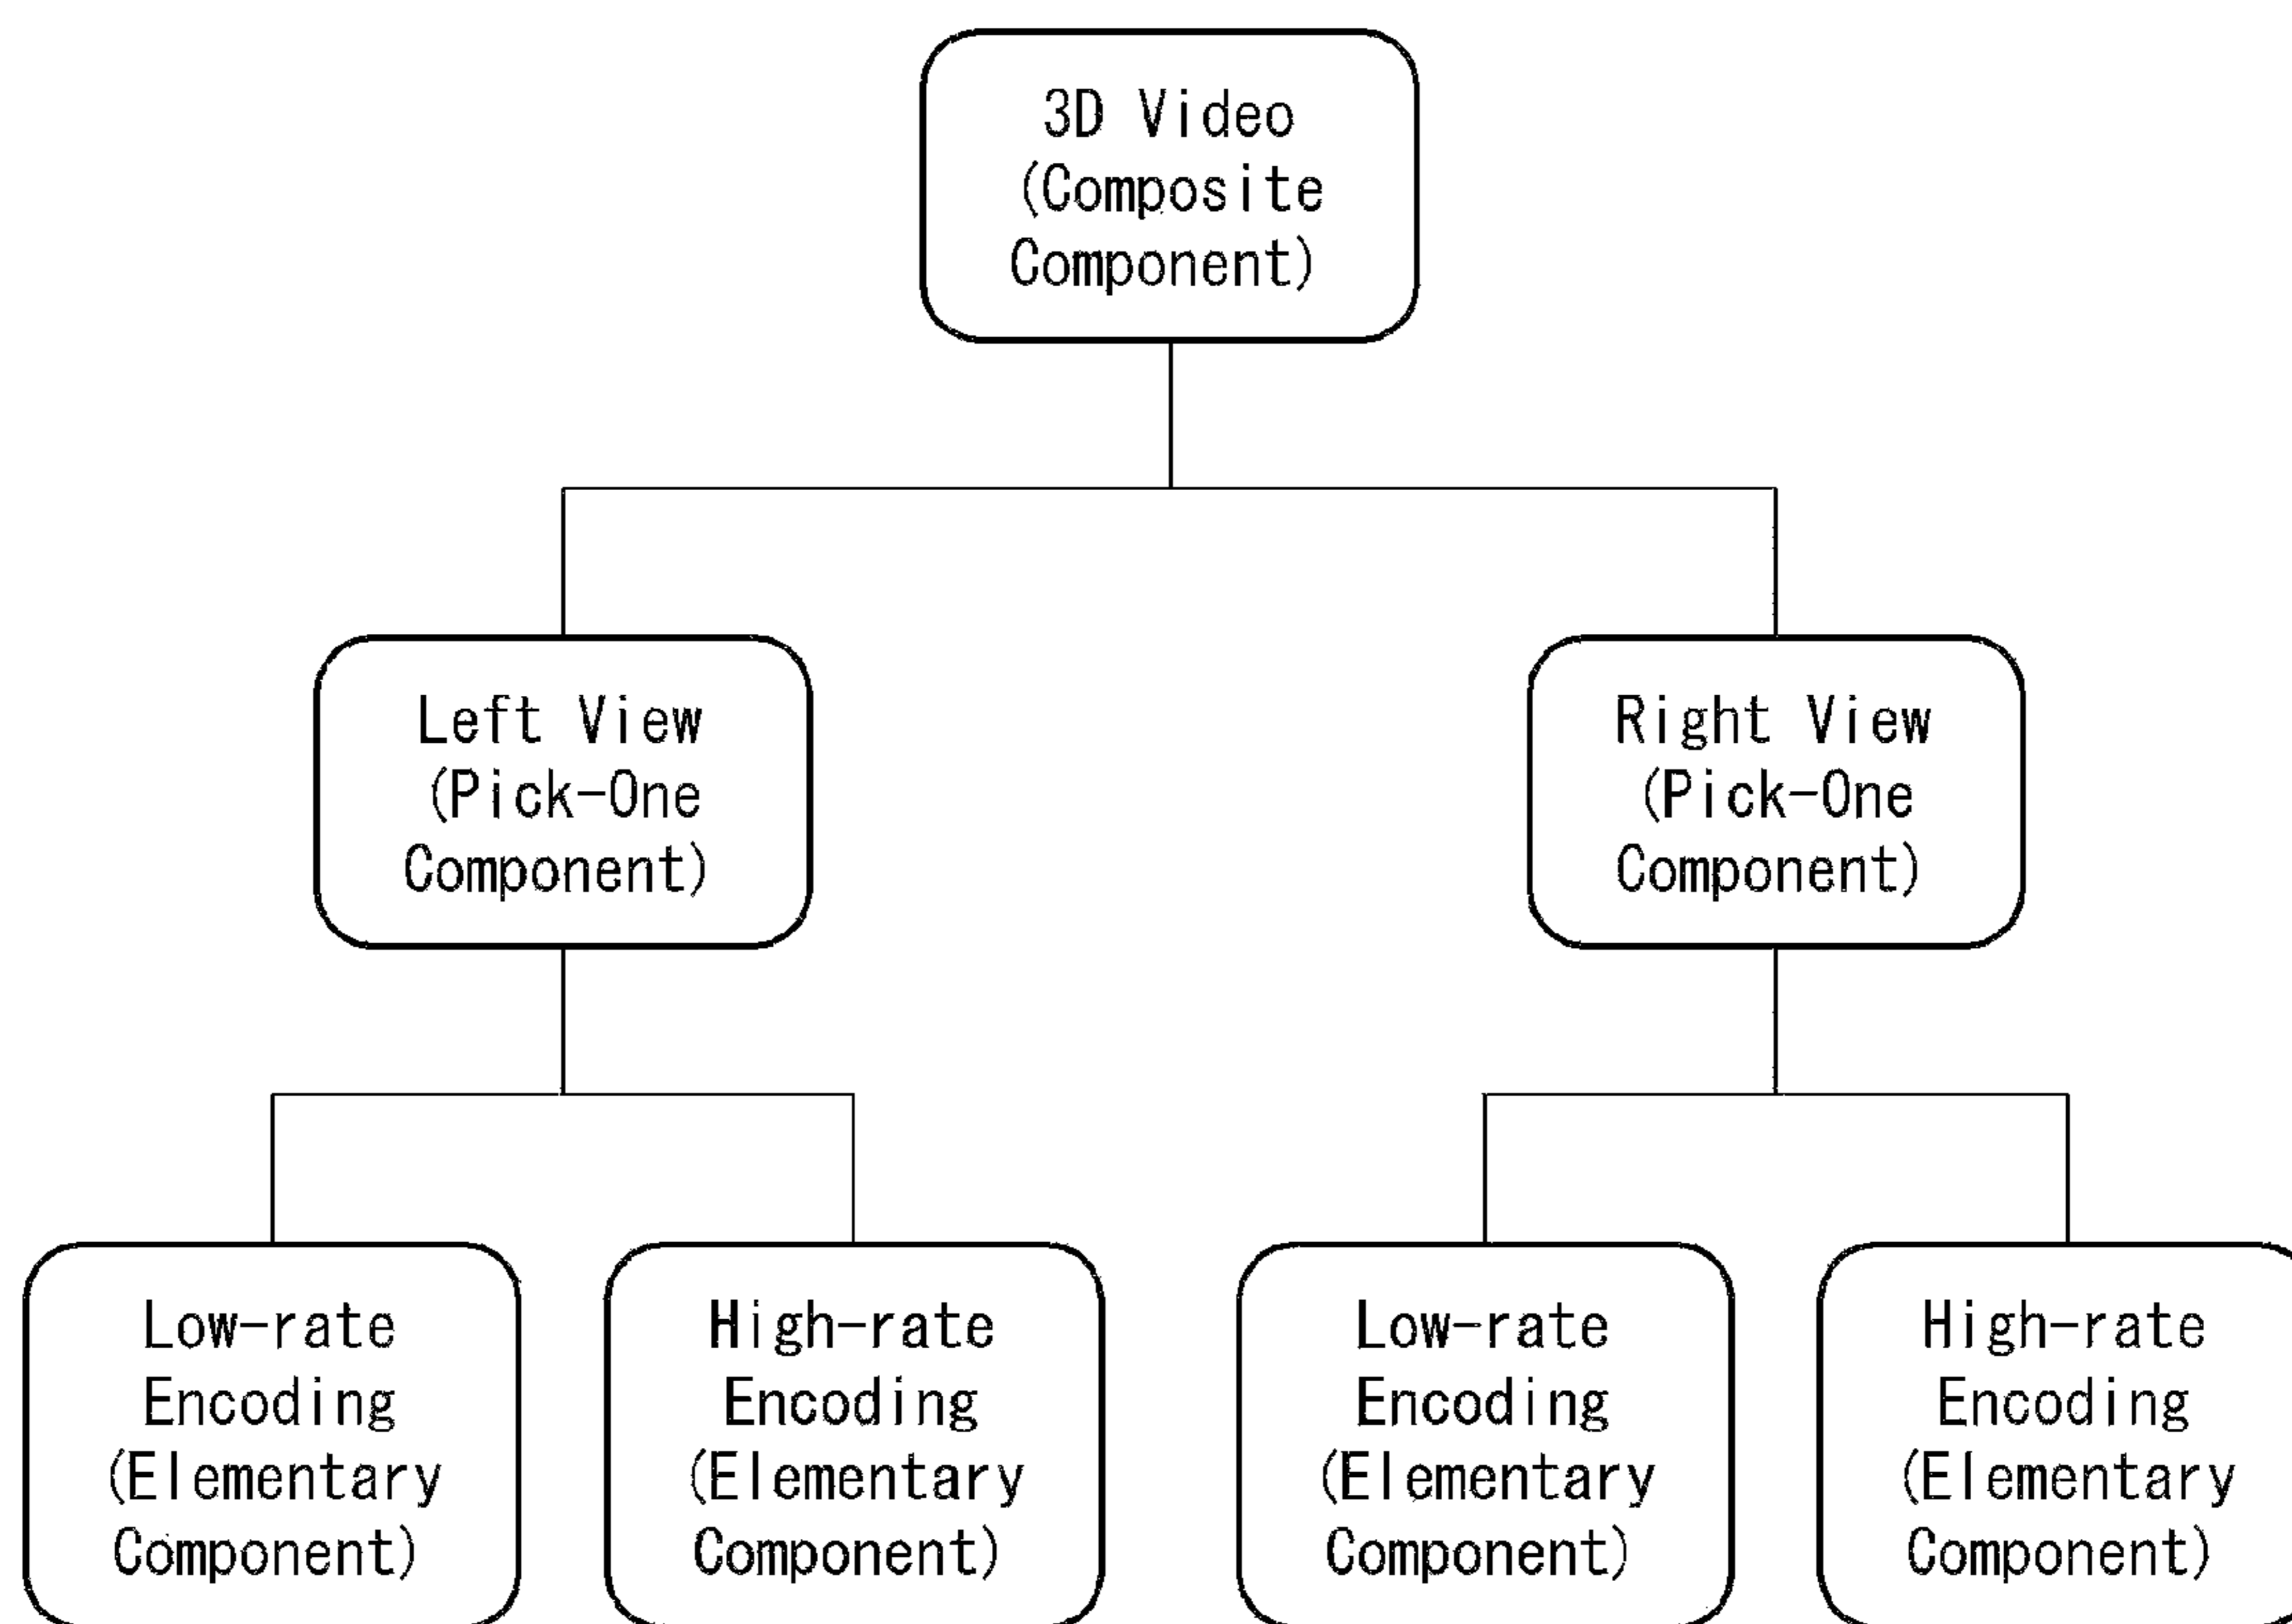 3D Video
(Composite
Component)
Left View
(Pick-One
Component)
Right View
(Pick-One
Component)
Low-rate
Encoding
(Elementary
Component)
High-rate
Encoding
(Elementary
Component)
Low-rate
Encoding
(Elementary
Component)
High-rate
Encoding
(Elementary
Component)